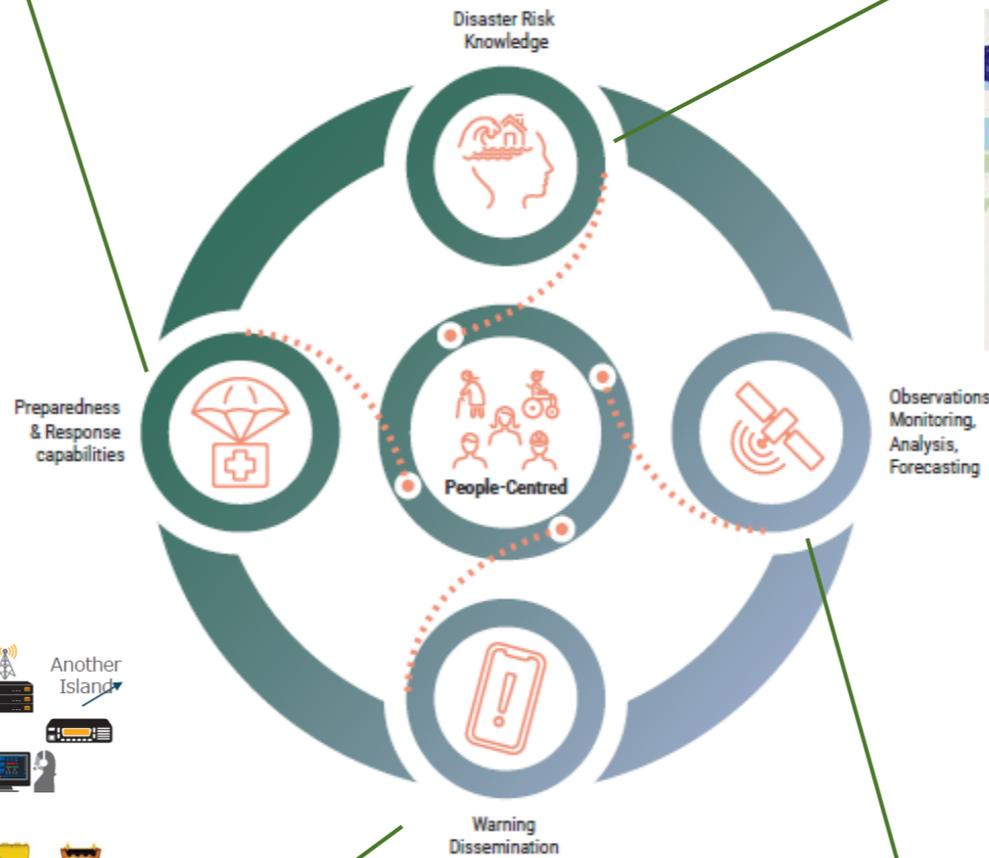 Disaster Risk
Knowledge
Preparedness
& Response
capabilities
People-Centred
Observations
Monitoring,
Analysis,
Forecasting
Another
Island
Warning
Dissemination